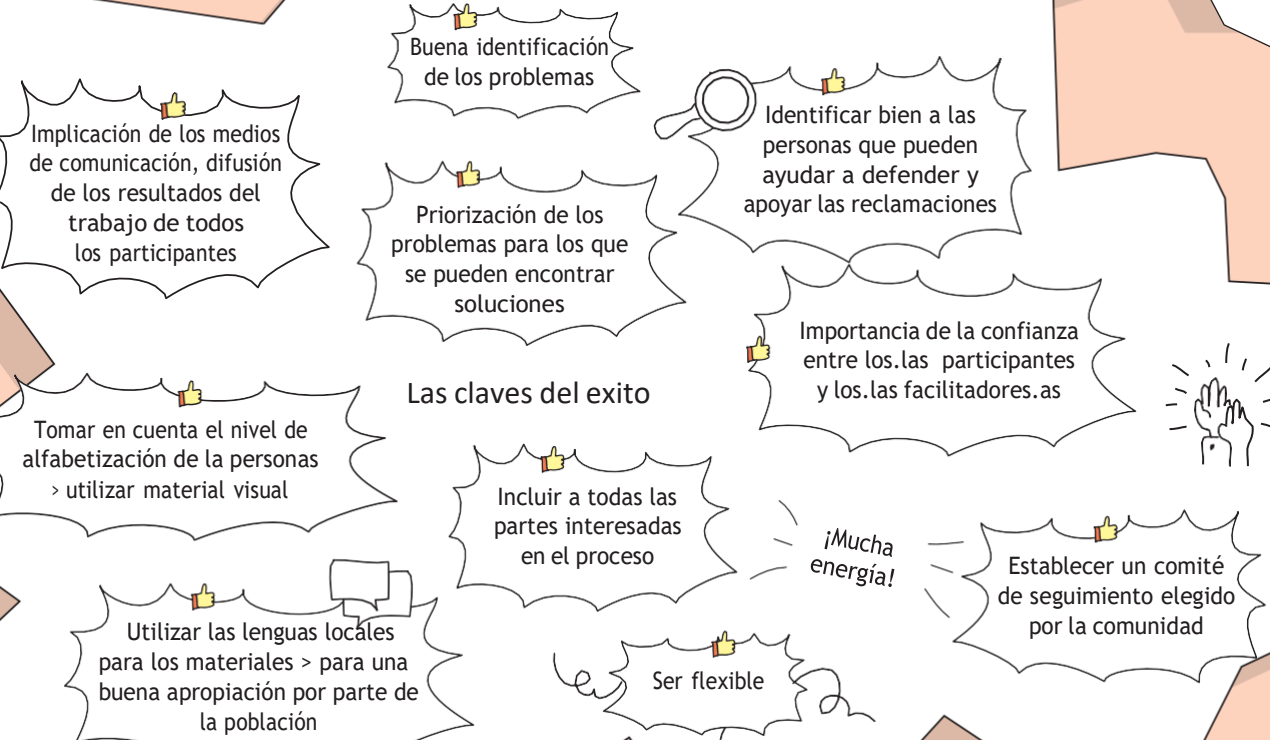 Buena identificación
de los problemas
Implicación de los medios
de comunicación, difusión
de los resultados del
trabajo de todos
los participantes
Identificar bien a las
personas que pueden
ayudar a defender y
apoyar las reclamaciones
Priorización de los
problemas para los que
se pueden encontrar
soluciones
Importancia de la confianza
entre los.las participantes
y los.las facilitadores.as
Las claves del exito
Tomar en cuenta el nivel de
alfabetización de la personas
> utilizar material visual
Incluir a todas las
partes interesadas
en el proceso
¡Mucha
energía!
Establecer un comité
de seguimiento elegido
por la comunidad
Utilizar las lenguas locales
para los materiales > para una
buena apropiación por parte de
la población
Ser flexible